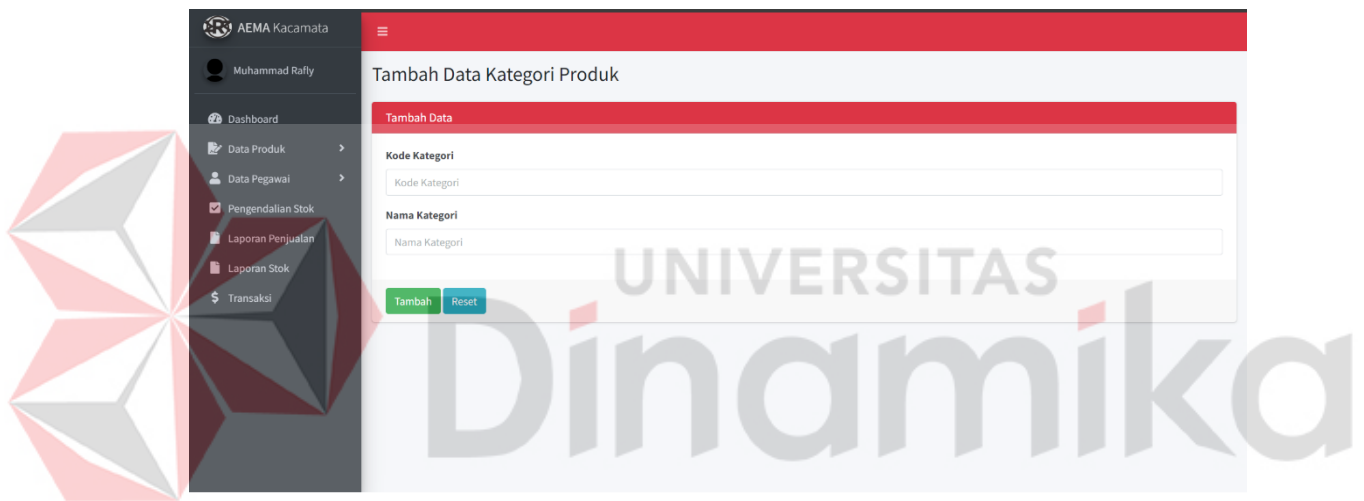 AEMA Kacamata
Muhammad Rafly
Tambah Data Kategori Produk
Dashboard
Data Produk
Data Pegawai
Pengendalian Stok
Laporan Penjualan
Laporan Stok
Transaksi
Tambah Data
Kode Kategori
Kode Kategori
Nama Kategori
Nama Kategori
Tambah Reset
UNIVERSITAS
Dinamika